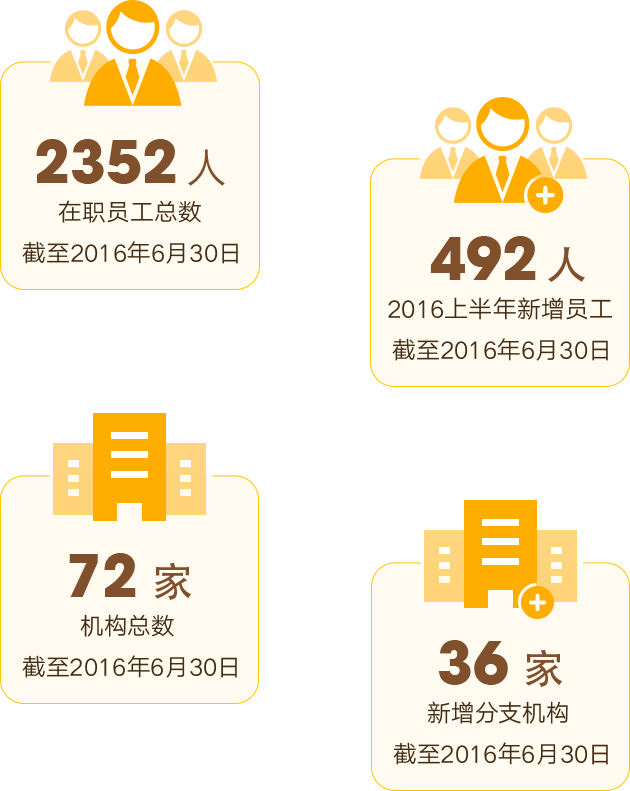 2352 人
在职员工总数
截至2016年6月30日
492 人
2016上半年新增员工
截至2016年6月30日
72 家
机构总数
截至2016年6月30日
36 家
新增分支机构
截至2016年6月30日